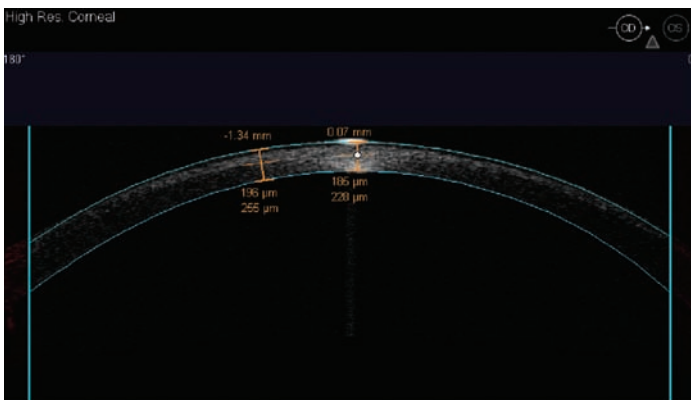 High Res. Corneal
OD
OS
180°
-1.34 mm
0.07 mm
196 µm
255 µm
185 µm
228 µm